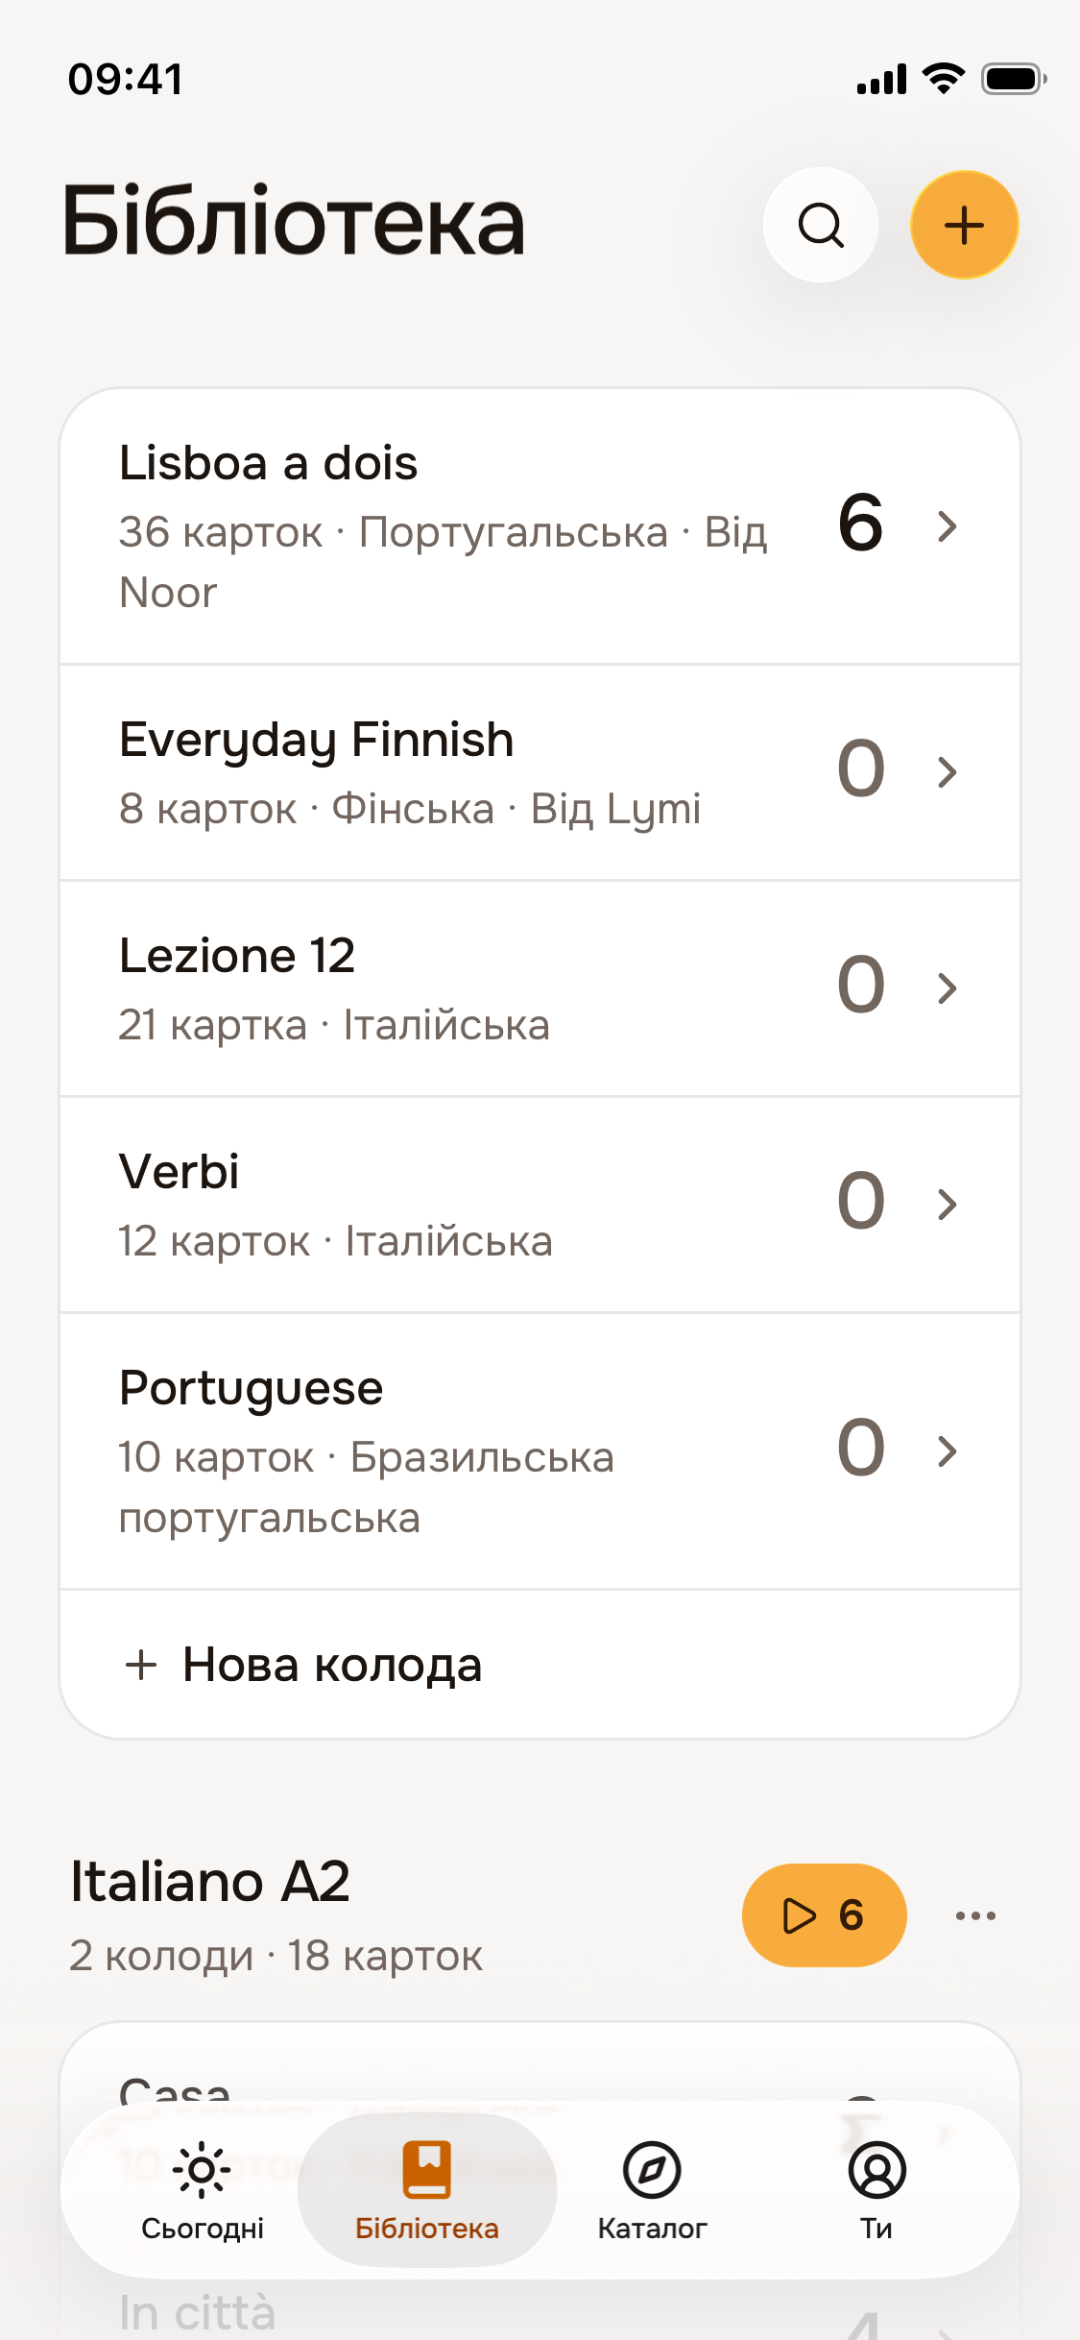 09:41
Бібліотека
Lisboa a dois
36 карток · Португальська · Від
Noor
6
Everyday Finnish
8 карток · Фінська · Від Lymi
0
Lezione 12
21 картка · Італійська
0
Verbi
12 карток · Італійська
0
Portuguese
10 карток · Бразильська
португальська
0
Нова колода
Italiano A2
2 колоди · 18 карток
6
Casa
Сьогодні
Бібліотека
Каталог
Ти
In città
4